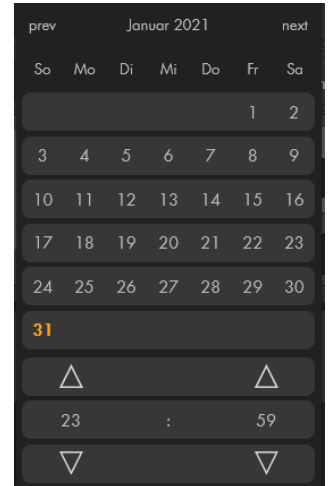 prev Januar 2021 next
So Mo Di Mi Do Fr Sa
1 2
3 4 5 6 7 8 9
10 11 12 13 14 15 16
17 18 19 20 21 22 23
24 25 26 27 28 29 30
31
23 : 59